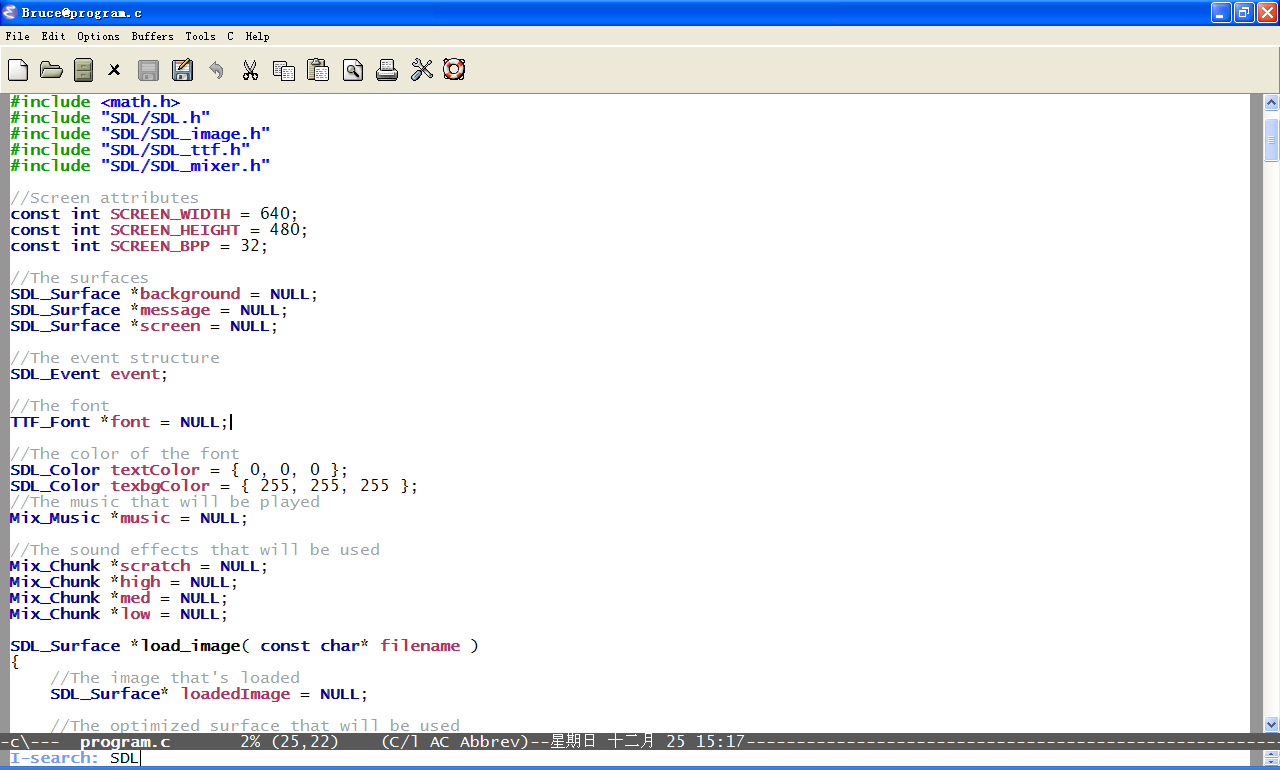 Bruce@program.c
File Edit Options Buffers Tools C Help
#include <math.h>
#include "SDL/SDL.h"
#include "SDL/SDL_image.h"
#include "SDL/SDL_ttf.h"
#include "SDL/SDL_mixer.h"
//Screen attributes
const int SCREEN_WIDTH = 640;
const int SCREEN_HEIGHT = 480;
const int SCREEN_BPP = 32;
//The surfaces
SDL_Surface *background = NULL;
SDL_Surface *message = NULL;
SDL_Surface *screen = NULL;
//The event structure
SDL_Event event;
//The font
TTF_Font *font = NULL;
//The color of the font
SDL_Color textColor = { 0, 0, 0 };
SDL_Color texbgColor = { 255, 255, 255 };
//The music that will be played
Mix_Music *music = NULL;
//The sound effects that will be used
Mix_Chunk *scratch = NULL;
Mix_Chunk *high = NULL;
Mix_Chunk *med = NULL;
Mix_Chunk *low = NULL;
SDL_Surface *load_image( const char* filename )
{
    //The image that's loaded
    SDL_Surface* loadedImage = NULL;
    //The optimized surface that will be used
-c\---  program.c       2% (25,22)    (C/l AC Abbrev)--星期日 十二月 25 15:17------------------------------------------------------
I-search: SDL